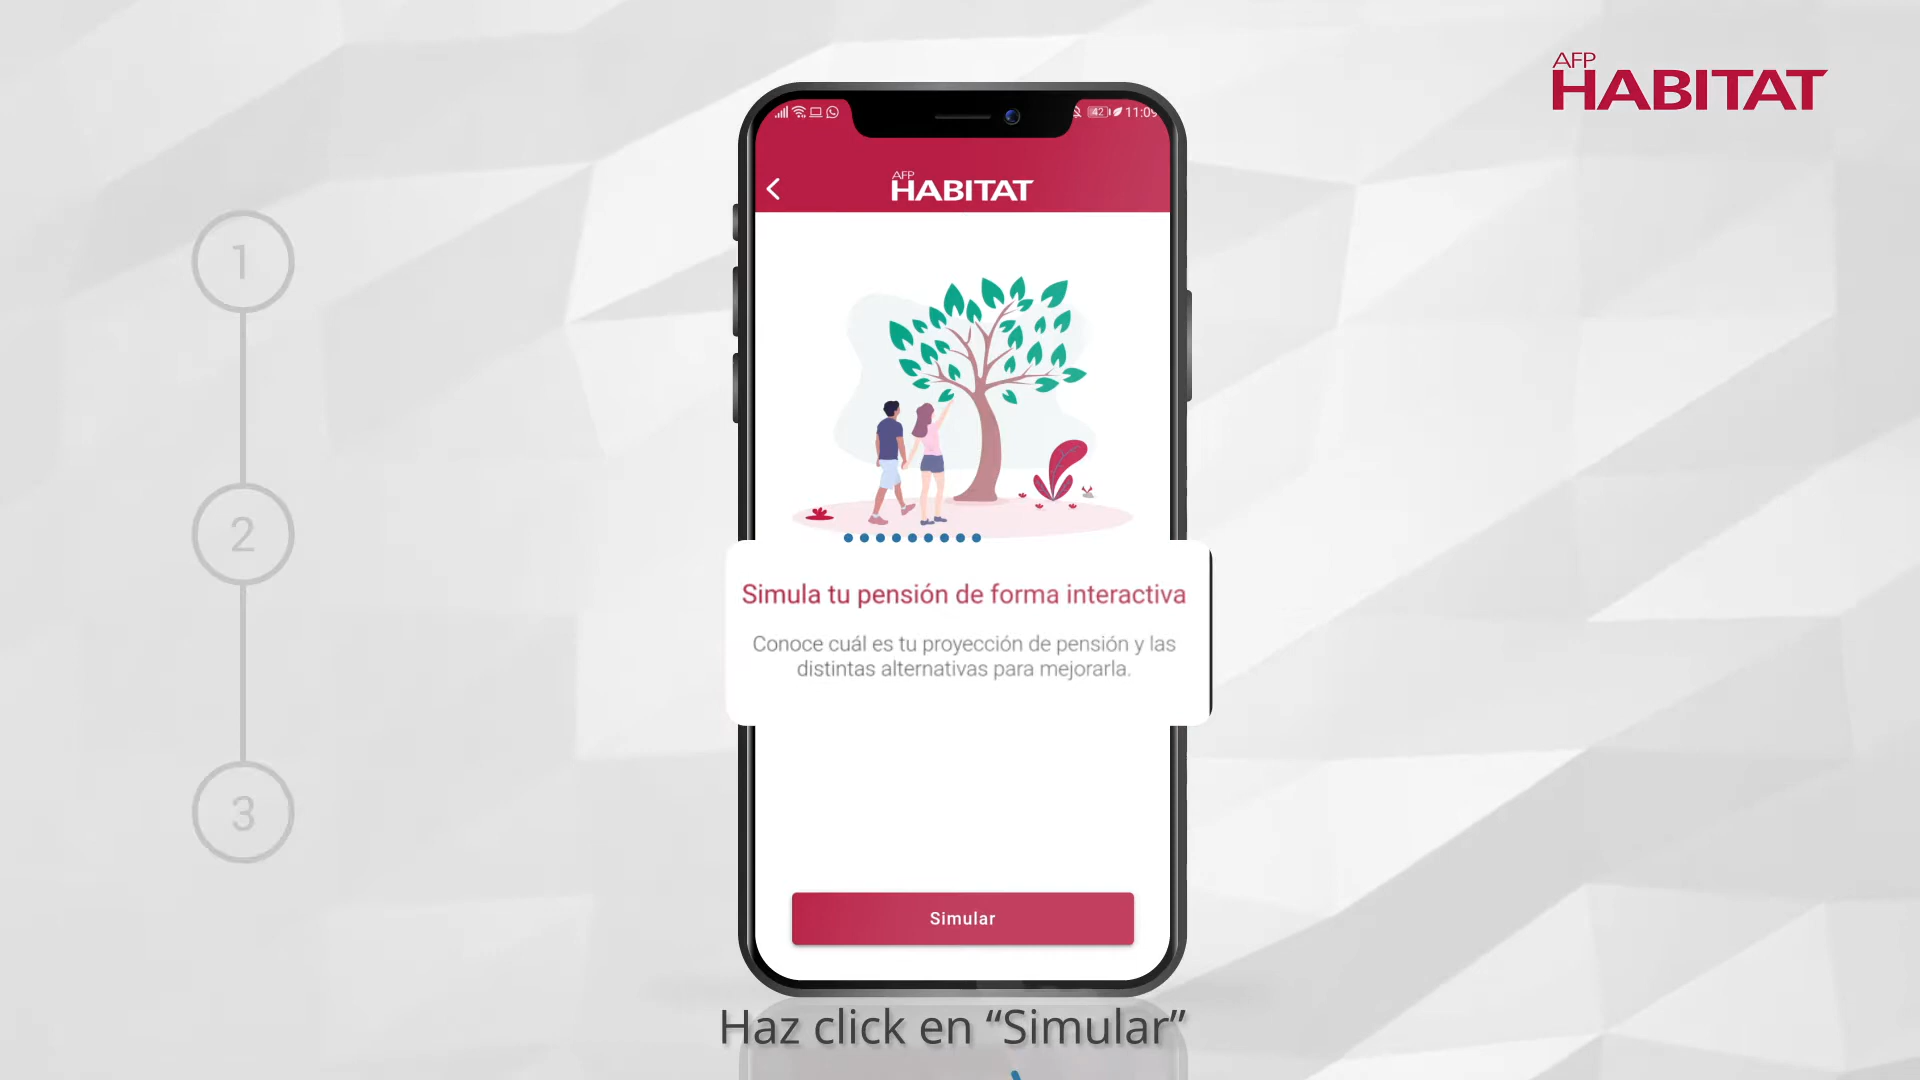 AFP
HABITAT
42
11:09
AFP
HABITAT
1
2
3
Simula tu pensión de forma interactiva
Conoce cuál es tu proyección de pensión y las
distintas alternativas para mejorarla.
Simular
Haz click en “Simular”